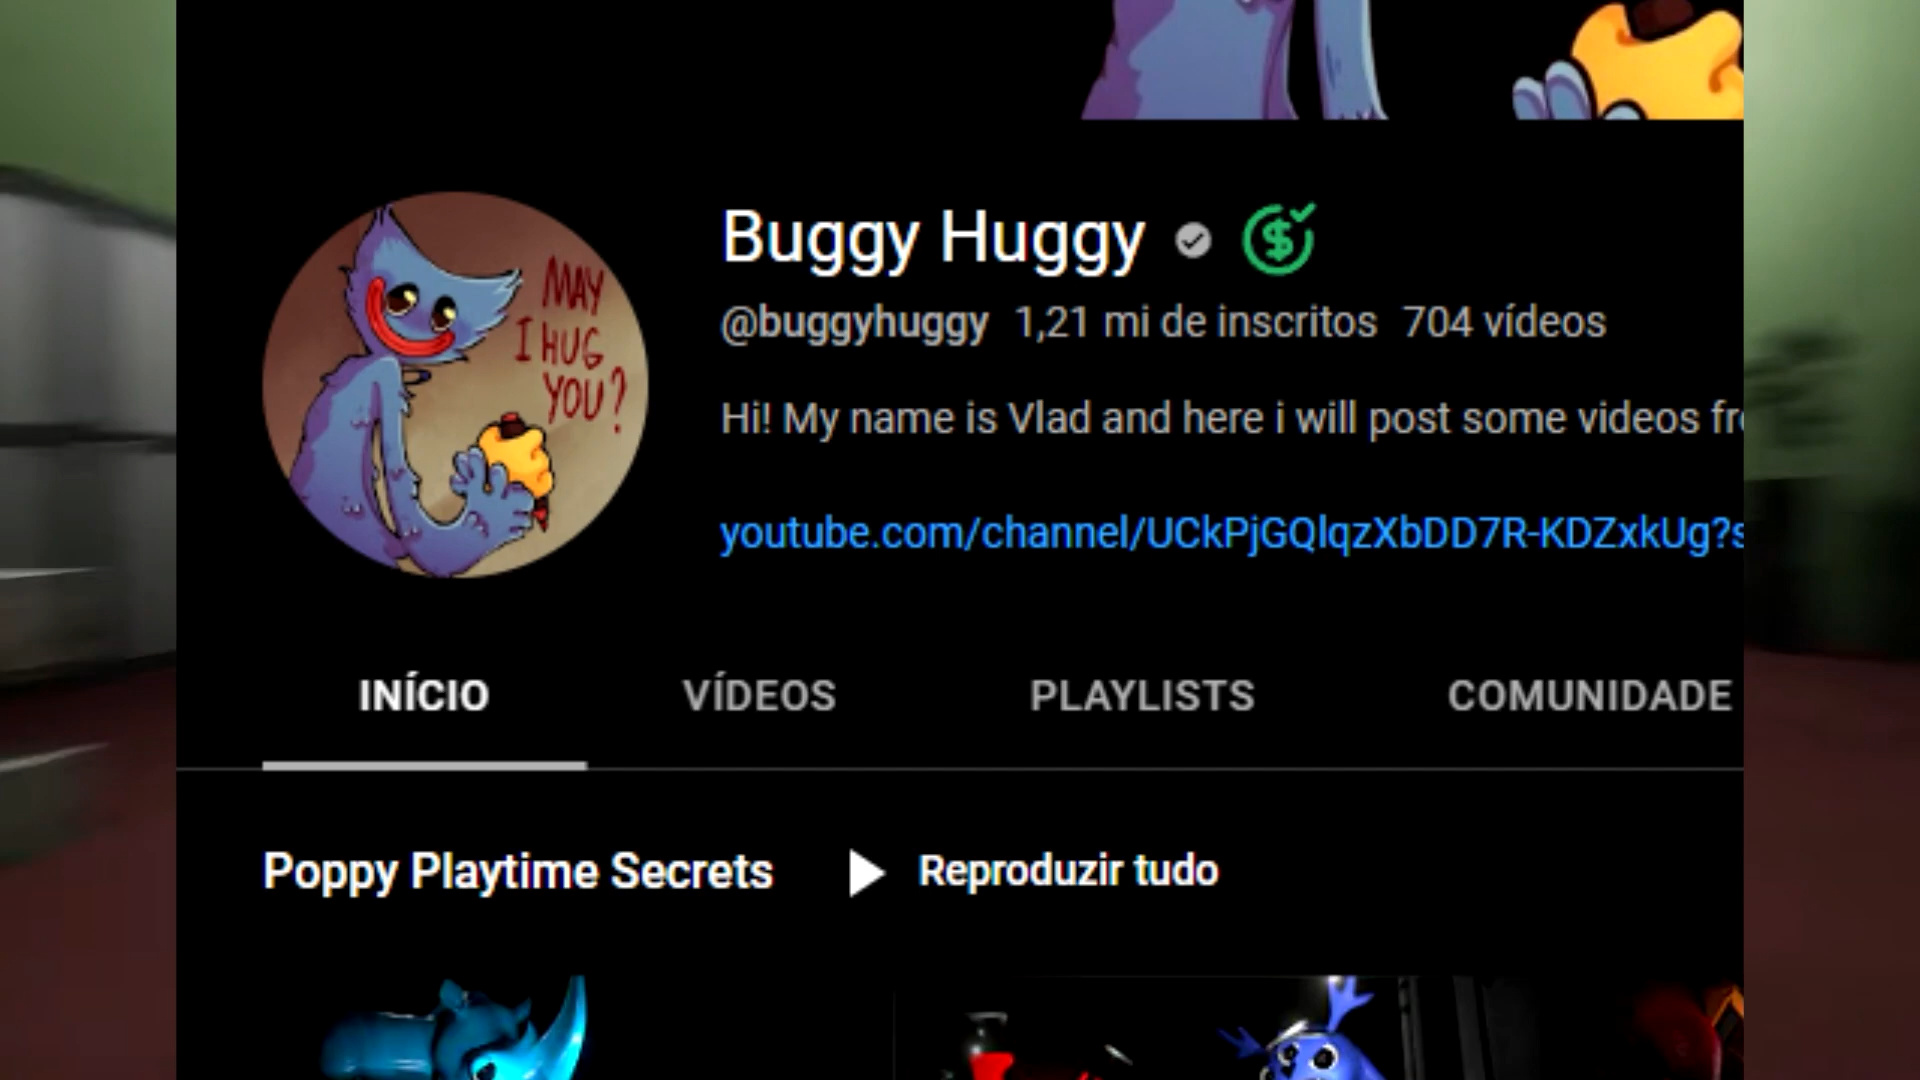 MAY
I HUG
YOU?
Buggy Huggy
@buggyhuggy 1,21 mi de inscritos 704 vídeos
Hi! My name is Vlad and here i will post some videos fr
youtube.com/channel/UCkPjGQlqzXbDD7R-KDZxkUg?s
INÍCIO VÍDEOS PLAYLISTS COMUNIDADE
Poppy Playtime Secrets Reproduzir tudo